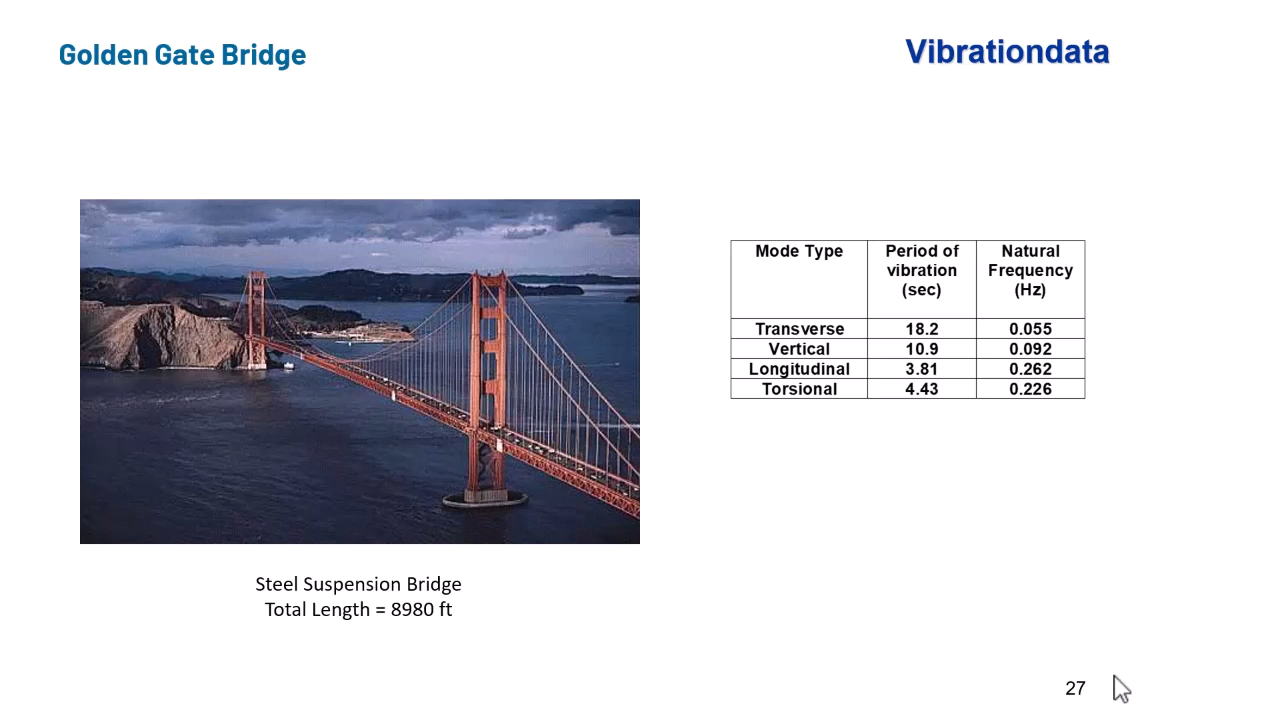 Golden Gate Bridge
Vibrationdata
Mode Type
Period of
vibration
(sec)
Natural
Frequency
(Hz)
Transverse 18.2 0.055
Vertical 10.9 0.092
Longitudinal 3.81 0.262
Torsional 4.43 0.226
Steel Suspension Bridge
Total Length = 8980 ft
27